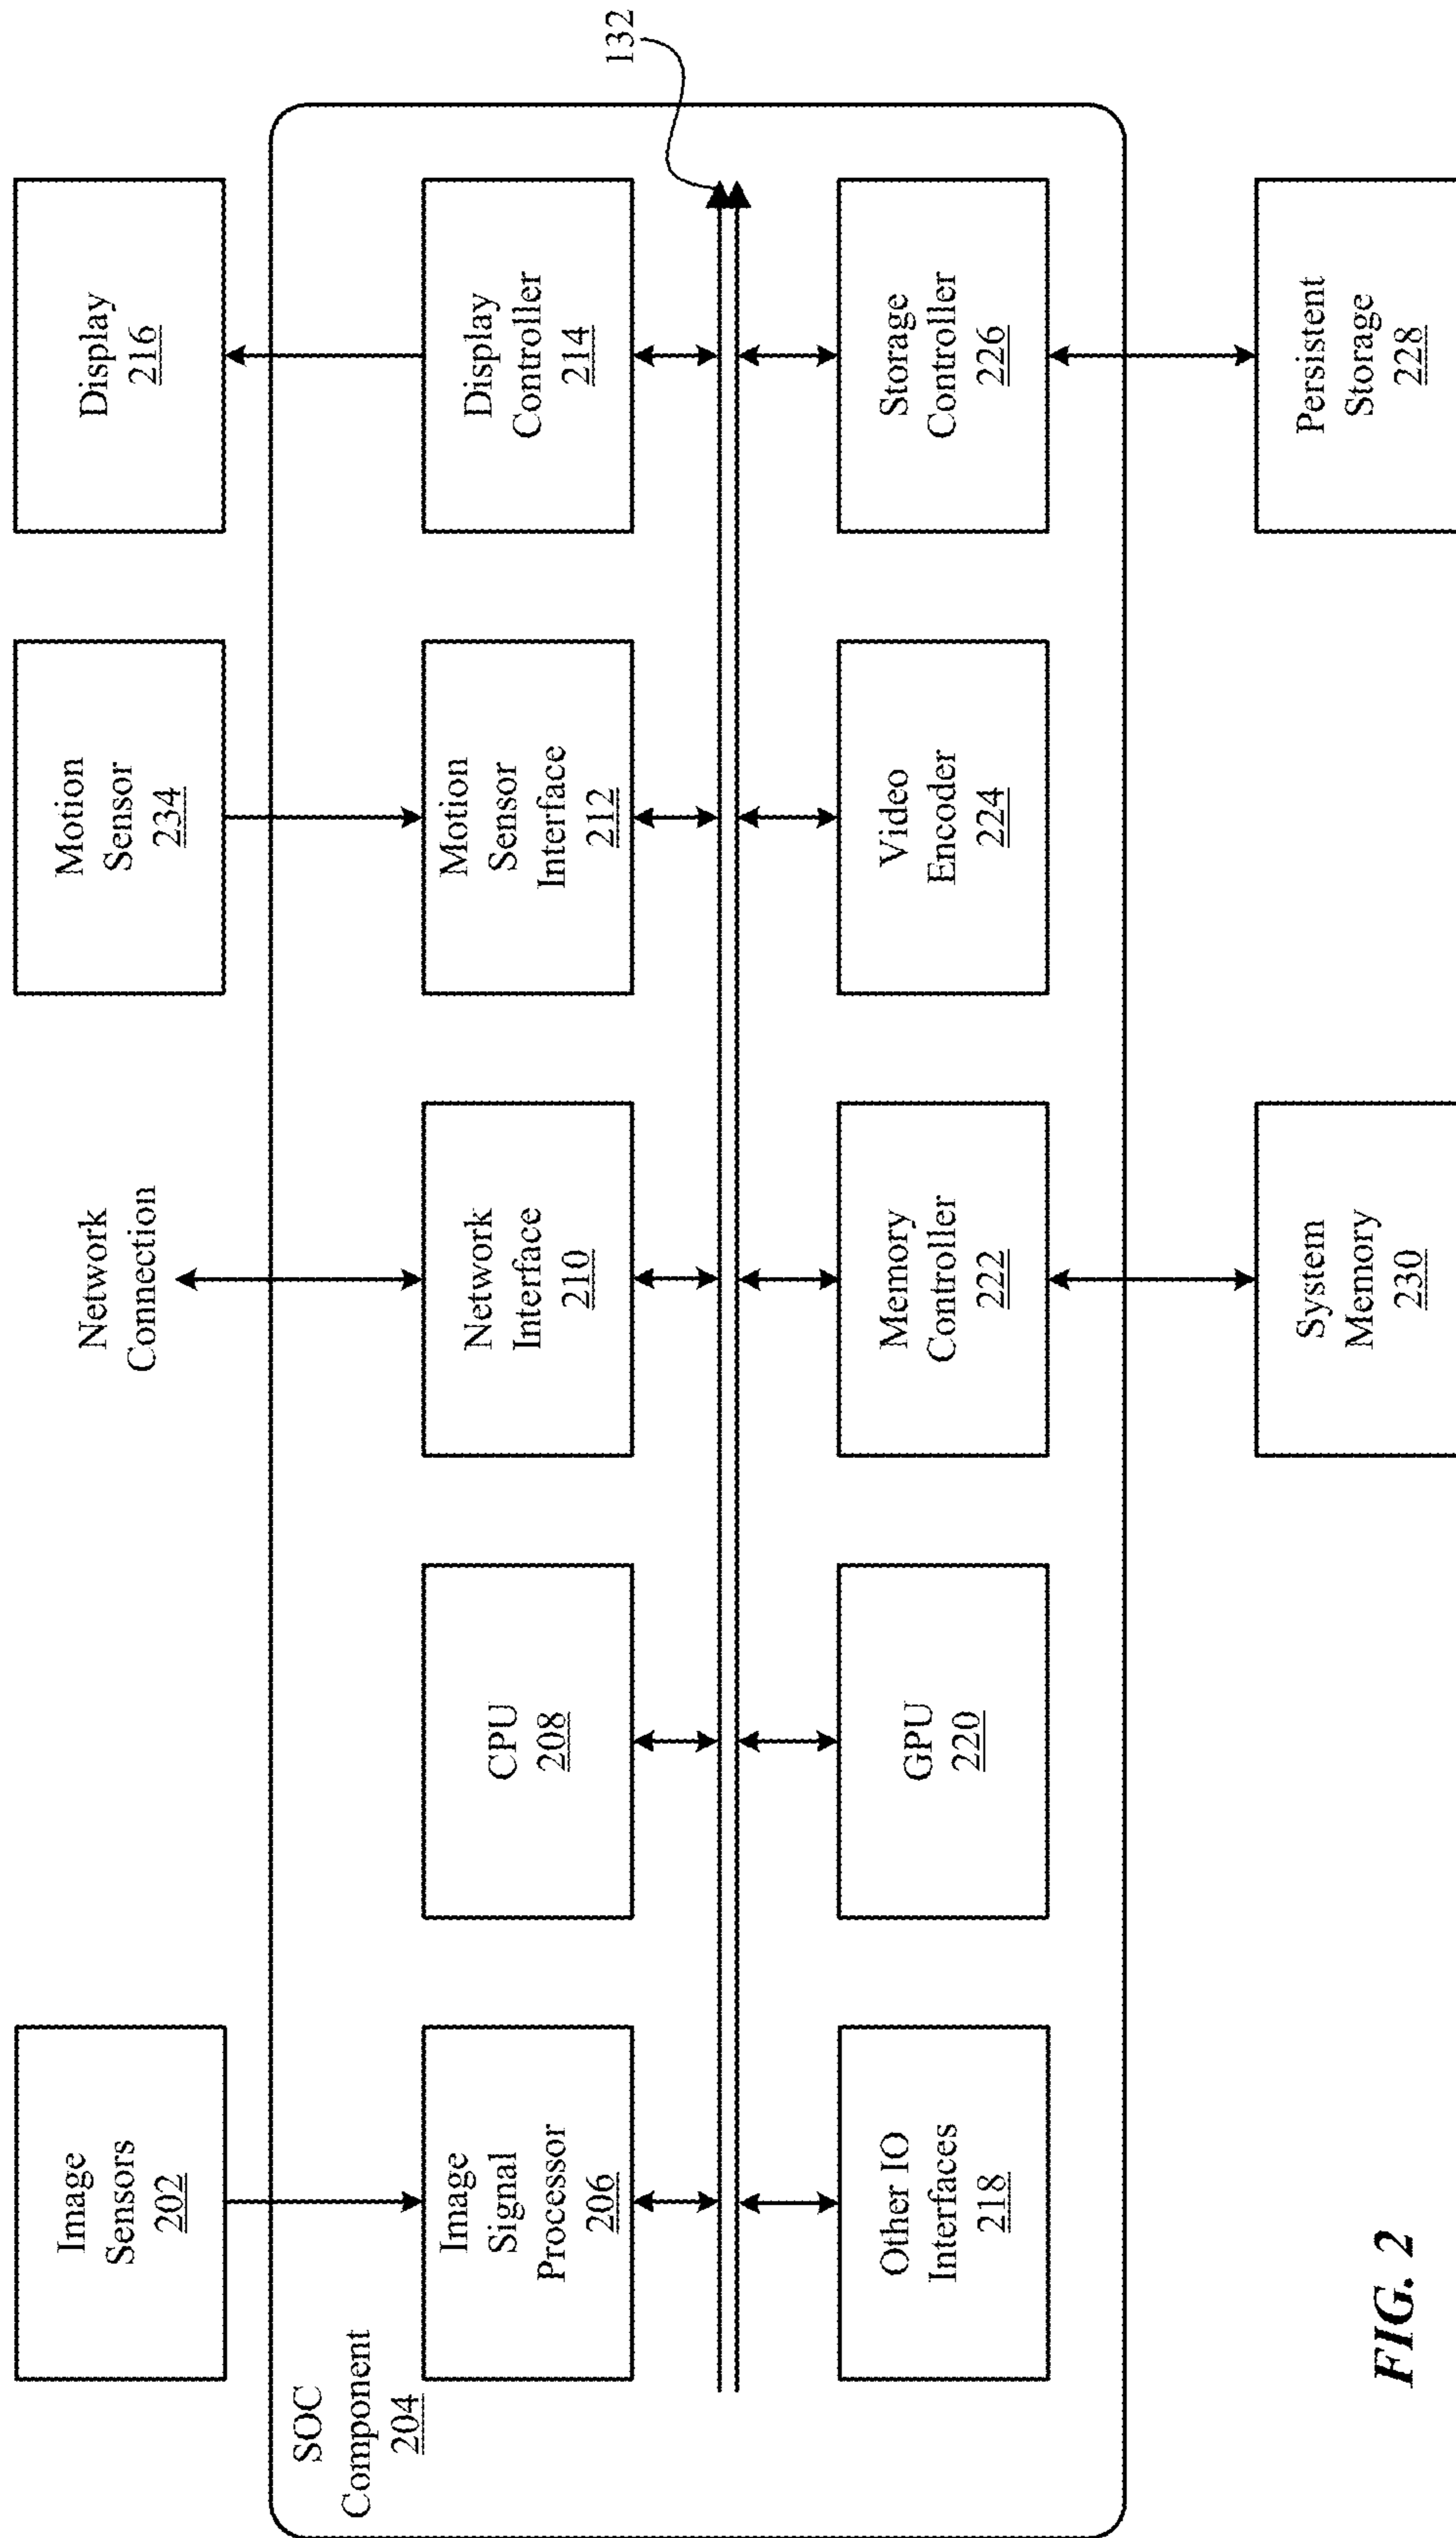 Image
Sensors
202
Network
Connection
Motion
Sensor
234
Display
216
SOC
Component
204
Image
Signal
Processor
206
CPU
208
Network
Interface
210
Motion
Sensor
Interface
212
Display
Controller
214
132
Other IO
Interfaces
218
GPU
220
Memory
Controller
222
Video
Encoder
224
Storage
Controller
226
System
Memory
230
Persistent
Storage
228
FIG. 2